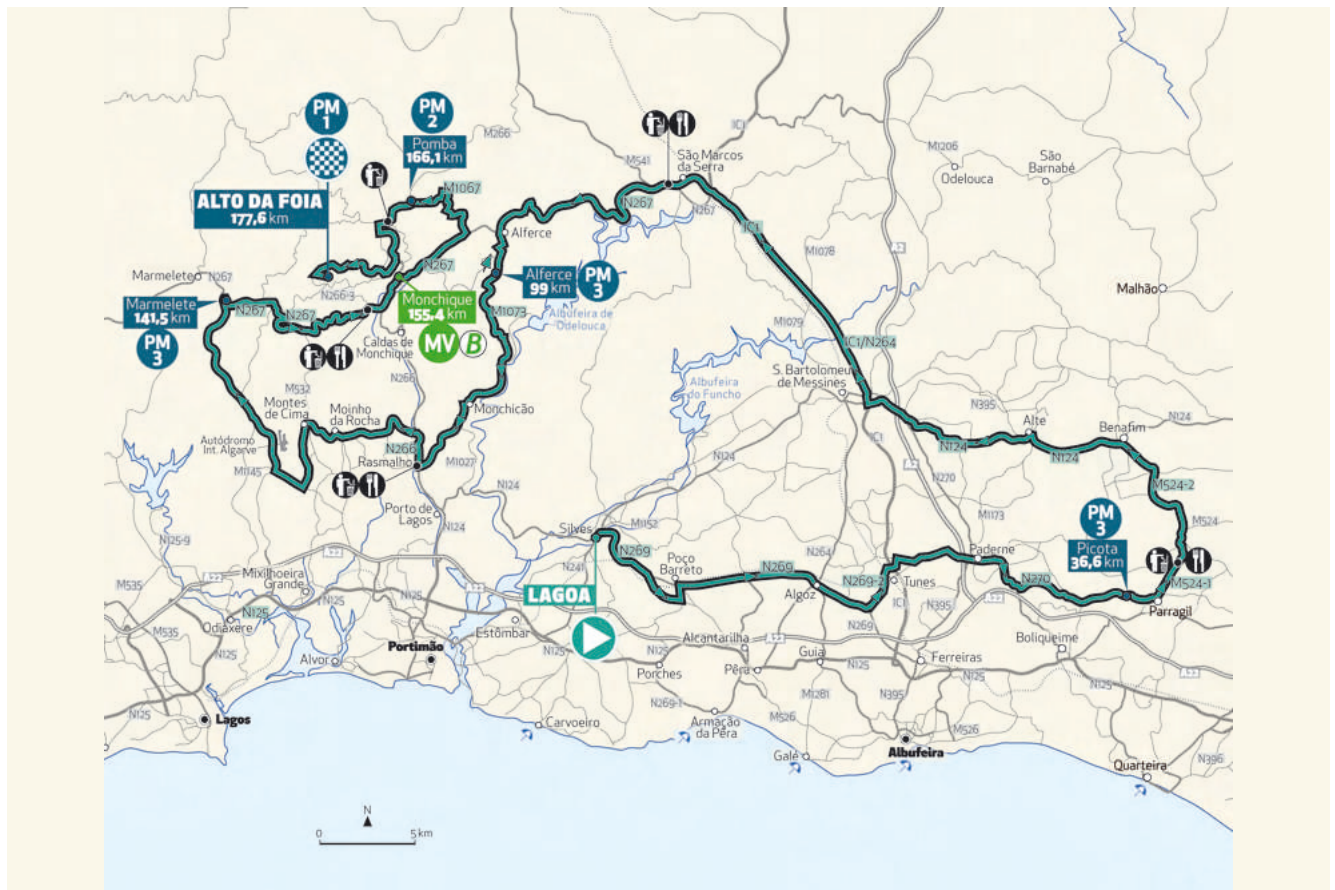 PM
1
PM
2
Pomba
166,1 km
M266
IC1
M541
São Marcos
da Serra
M1206
Odelouca
São
Barnabé
ALTO DA FOIA
177,6 km
M1067
N267
N267
IC1
Alferce
M1078
A2
Marmelete
N267
N266-3
N267
Alferce
99 km
PM
3
Malhão
Marmelete
141,5 km
PM
3
N267
N267
Monchique
155,4 km
MV
B
M1073
Albufeira de
Odelouca
M1079
Caldas de
Monchique
IC1/N264
N266
S. Bartolomeu
de Messines
Albufeira
do Funcho
M532
Montes
de Cima
Moinho
da Rocha
Monchicão
N395
Alte
Benafim
N124
Autódromo
Int. Algarve
M1145
N266
Rasmalho
M1027
IC1
N124
N124
N124
A2
N270
M524-2
N124
Porto de
Lagos
N124
Silves
M1152
M1173
PM
3
Picota
36,6 km
M524
N125-9
N269
N241
Poço
Barreto
N269
N264
Paderne
N269-2
Tunes
N270
M524-1
A22
Mixilhoeira
Grande
A22
M535
N125
Odiáxere
N125
N125
LAGOA
Algoz
IC1
N395
A22
Parragil
M535
N125
Estômbar
N269
Portimão
Alvor
N125
Alcantarilha
A22
Boliqueime
N125
Porches
Pêra
Guia
N125
Ferreiras
A22
N125
N125
Lagos
N269-1
M1281
N395
Carvoeiro
Armação
da Pêra
M526
M526
Galé
Albufeira
Quarteira
N396
N
0
5 km